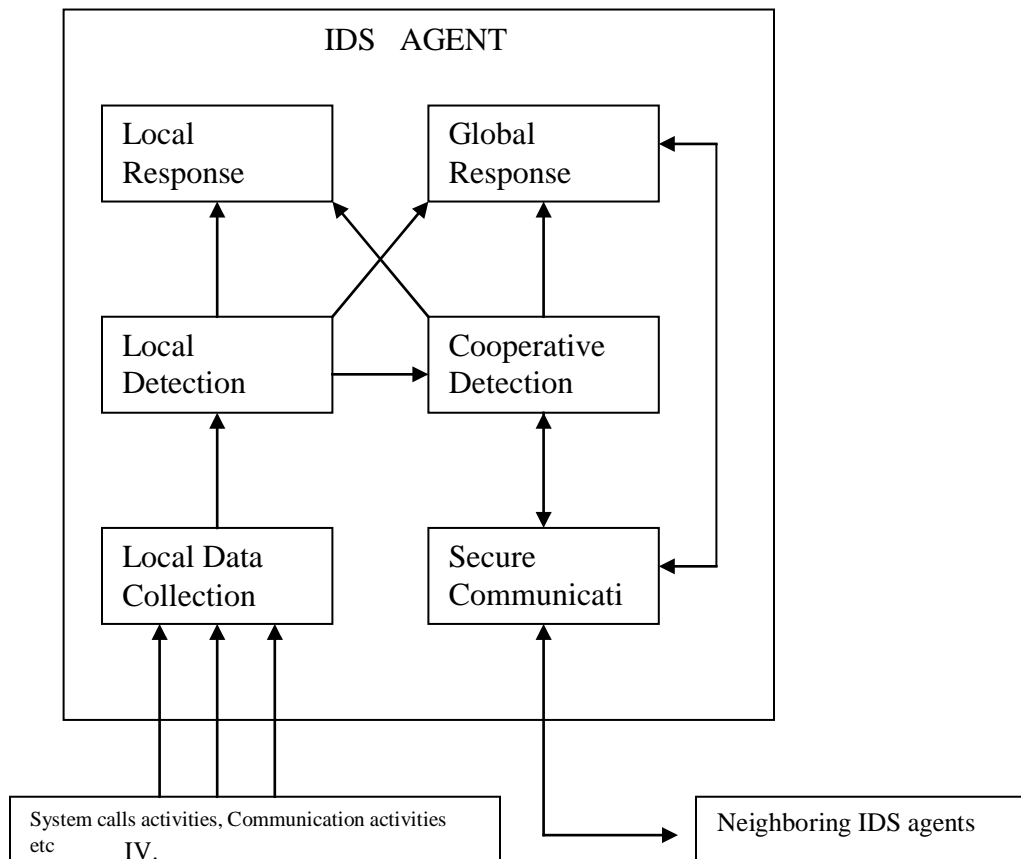 IDS AGENT
Local
Response
Global
Response
Local
Detection
Cooperative
Detection
Local Data
Collection
Secure
Communicati
System calls activities, Communication activities
etc
IV.
Neighboring IDS agents